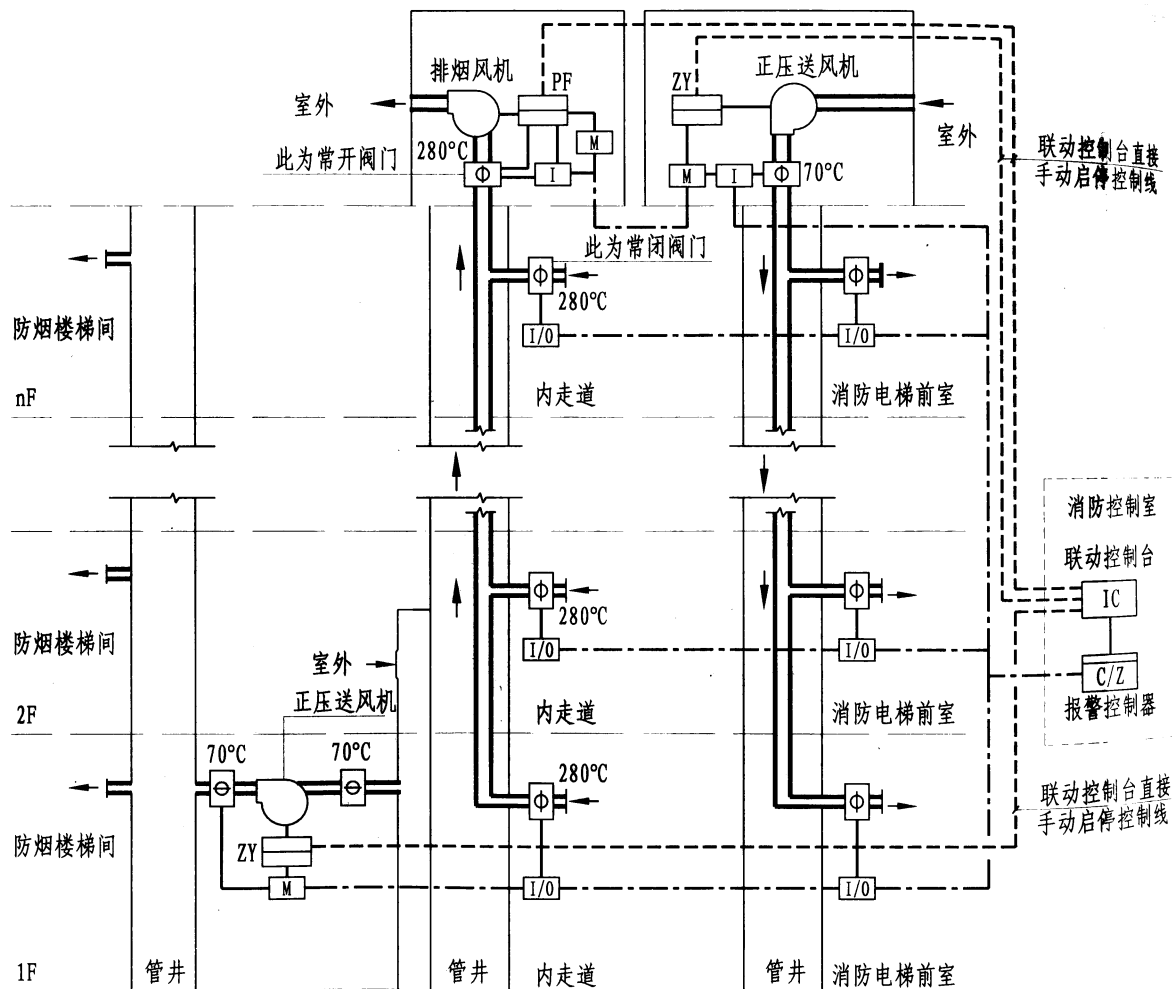 排烟风机
PF
ZY
正压送风机
室外
室外
M
此为常开阀门
280°C
Φ
I
M
I
Φ
70°C
联动控制台直接
手动启停控制线
此为常闭阀门
Φ
280°C
Φ
防烟楼梯间
I/O
I/O
nF
内走道
消防电梯前室
消防控制室
联动控制台
IC
Φ
280°C
Φ
防烟楼梯间
I/O
I/O
室外
C/Z
正压送风机
2F
内走道
消防电梯前室
报警控制器
70°C
70°C
280°C
Φ
Φ
Φ
Φ
联动控制台直接
手动启停控制线
防烟楼梯间
ZY
M
I/O
I/O
1F
管井
管井
内走道
管井
消防电梯前室